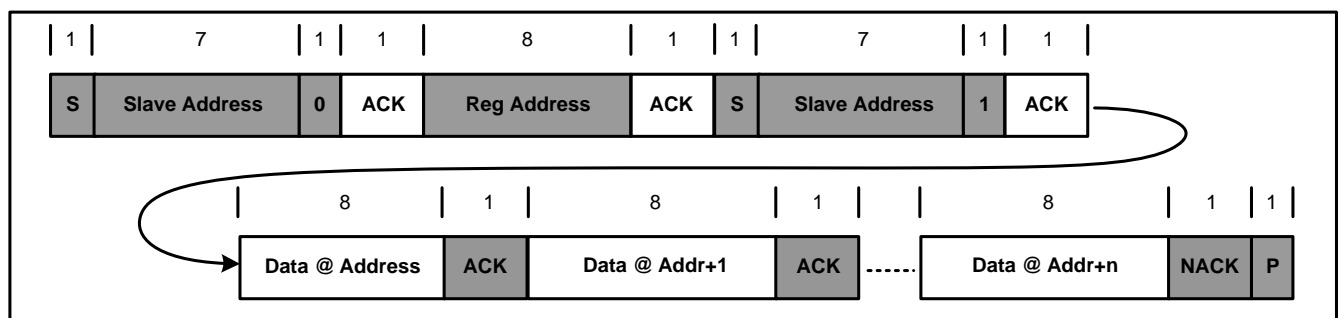 1 7 1 1 8 1 1 7 1 1
S Slave Address 0 ACK Reg Address ACK S Slave Address 1 ACK
8 1 8 1 8 1 1
Data @ Address ACK Data @ Addr+1 ACK Data @ Addr+n NACK P